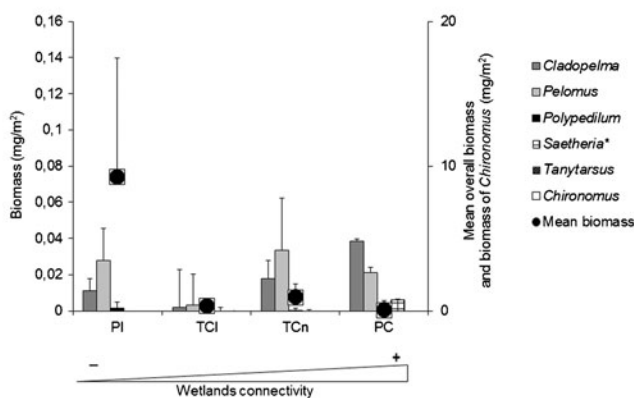 0,16
0,14
0,12
0,1
0,08
0,06
0,04
0,02
0
Biomass (mg/m²)
20
10
0
Mean overall biomass
and biomass of Chironomus (mg/m²)
Cladopelma
Pelomus
Polypedilum
Saetheria*
Tanytarsus
Chironomus
Mean biomass
PI TCI TCn PC
– +
Wetlands connectivity